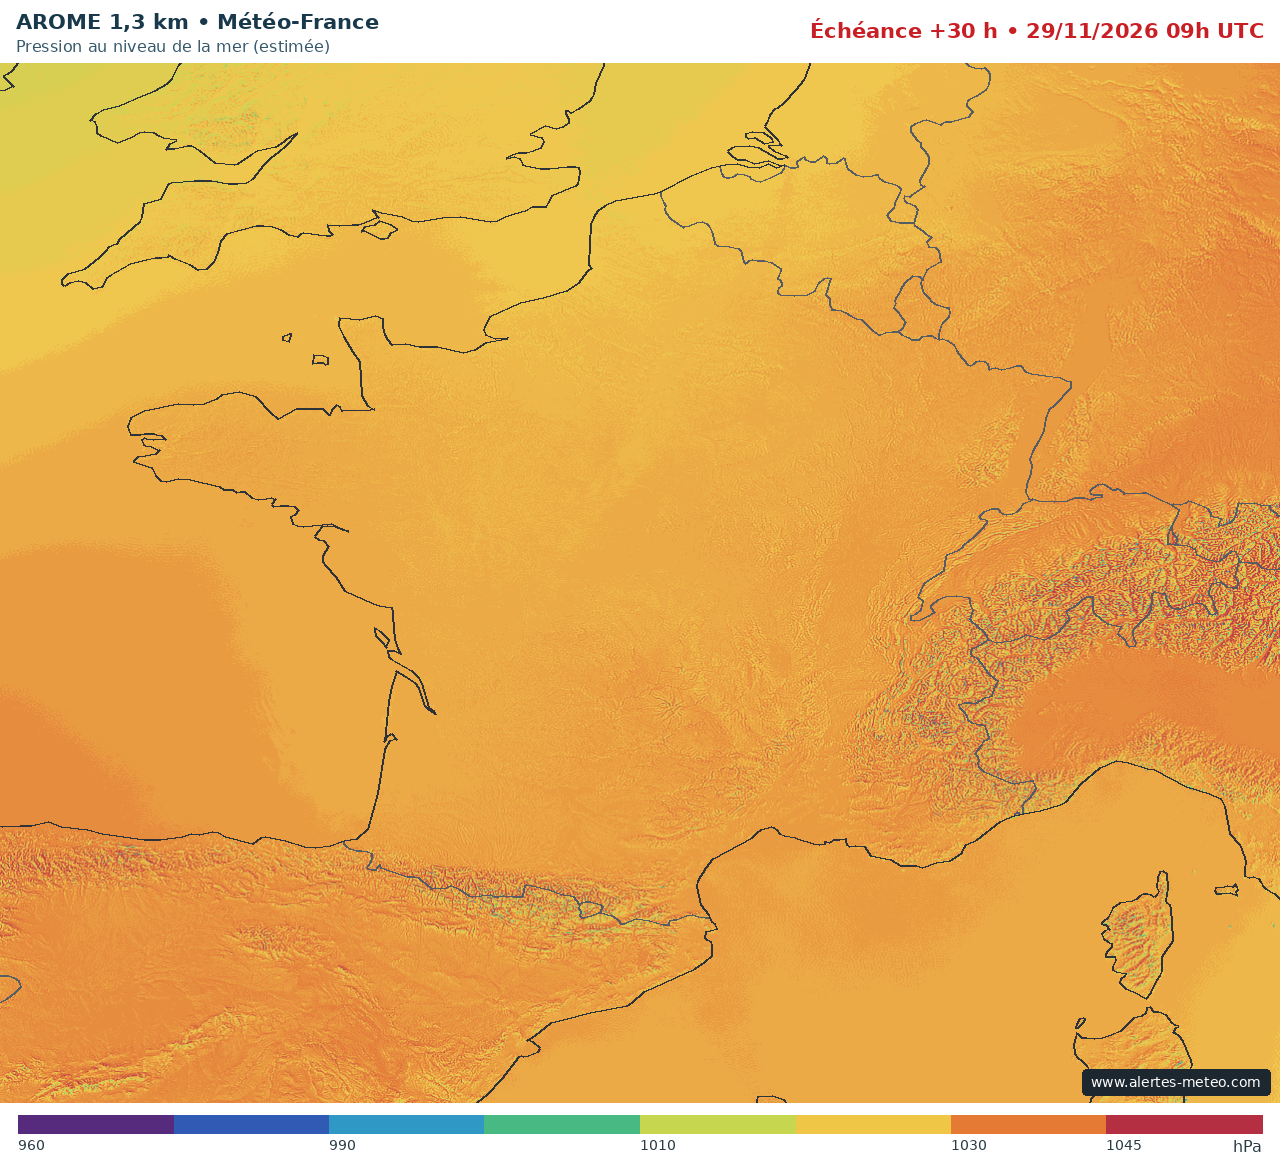 AROME 1,3 km • Météo-France
Pression au niveau de la mer (estimée)
Échéance +30 h • 29/11/2026 09h UTC
www.alertes-meteo.com
960 990 1010 1030 1045 hPa